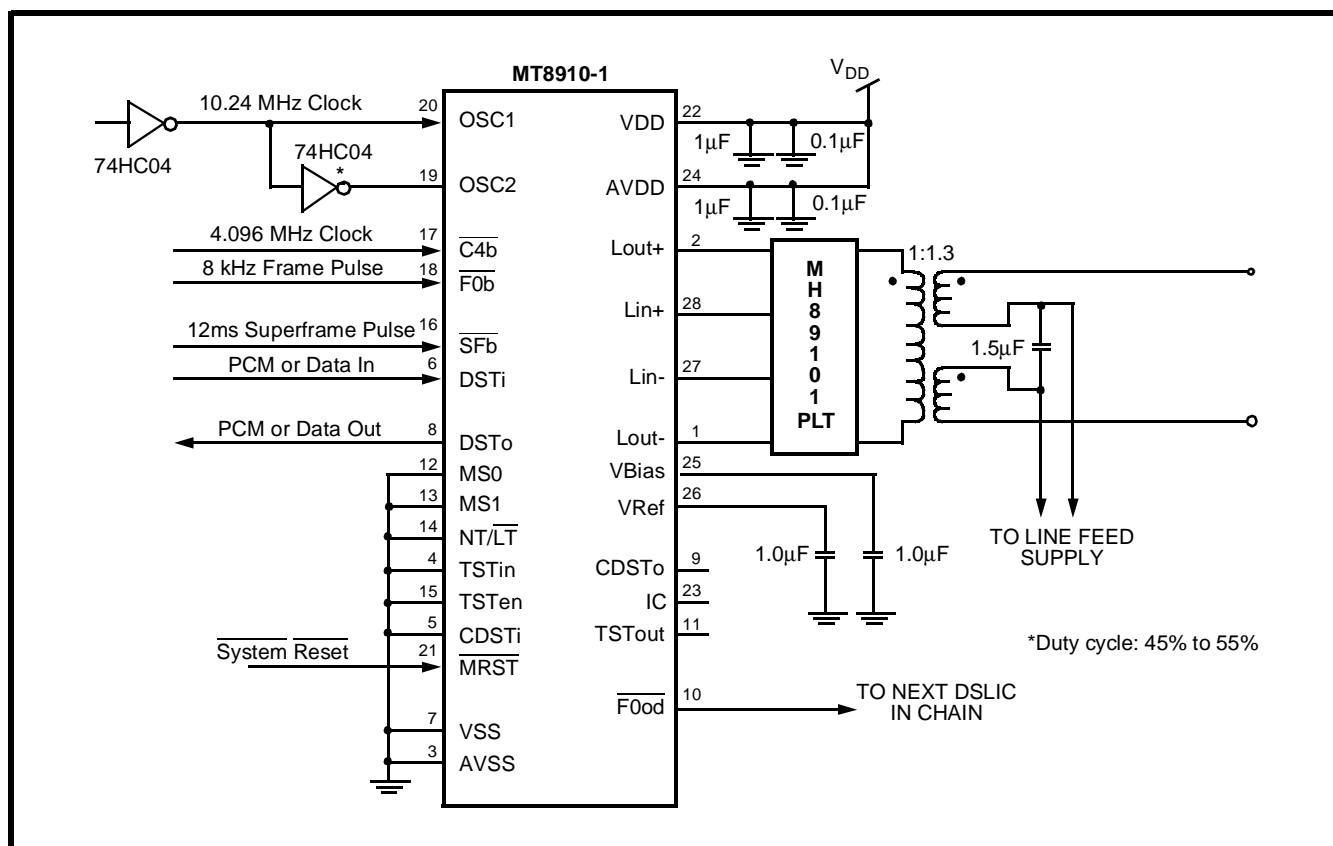 MT8910-1
V_DD
10.24 MHz Clock
20
OSC1
VDD
22
1µF
0.1µF
74HC04
74HC04
*
19
OSC2
AVDD
24
1µF
0.1µF
4.096 MHz Clock
17
C4b
8 kHz Frame Pulse
18
F0b
12ms Superframe Pulse
16
SFb
PCM or Data In
6
DSTi
PCM or Data Out
8
DSTo
12
MS0
13
MS1
14
NT/LT
4
TSTin
15
TSTen
5
CDSTi
System Reset
21
MRST
7
VSS
3
AVSS
Lout+
2
Lin+
28
Lin-
27
Lout-
1
VBias
25
VRef
26
CDSTo
9
IC
23
TSTout
11
F0od
10
MH89101
PLT
1:1.3
1.5µF
TO LINE FEED
SUPPLY
1.0µF
1.0µF
*Duty cycle: 45% to 55%
TO NEXT DSLIC
IN CHAIN